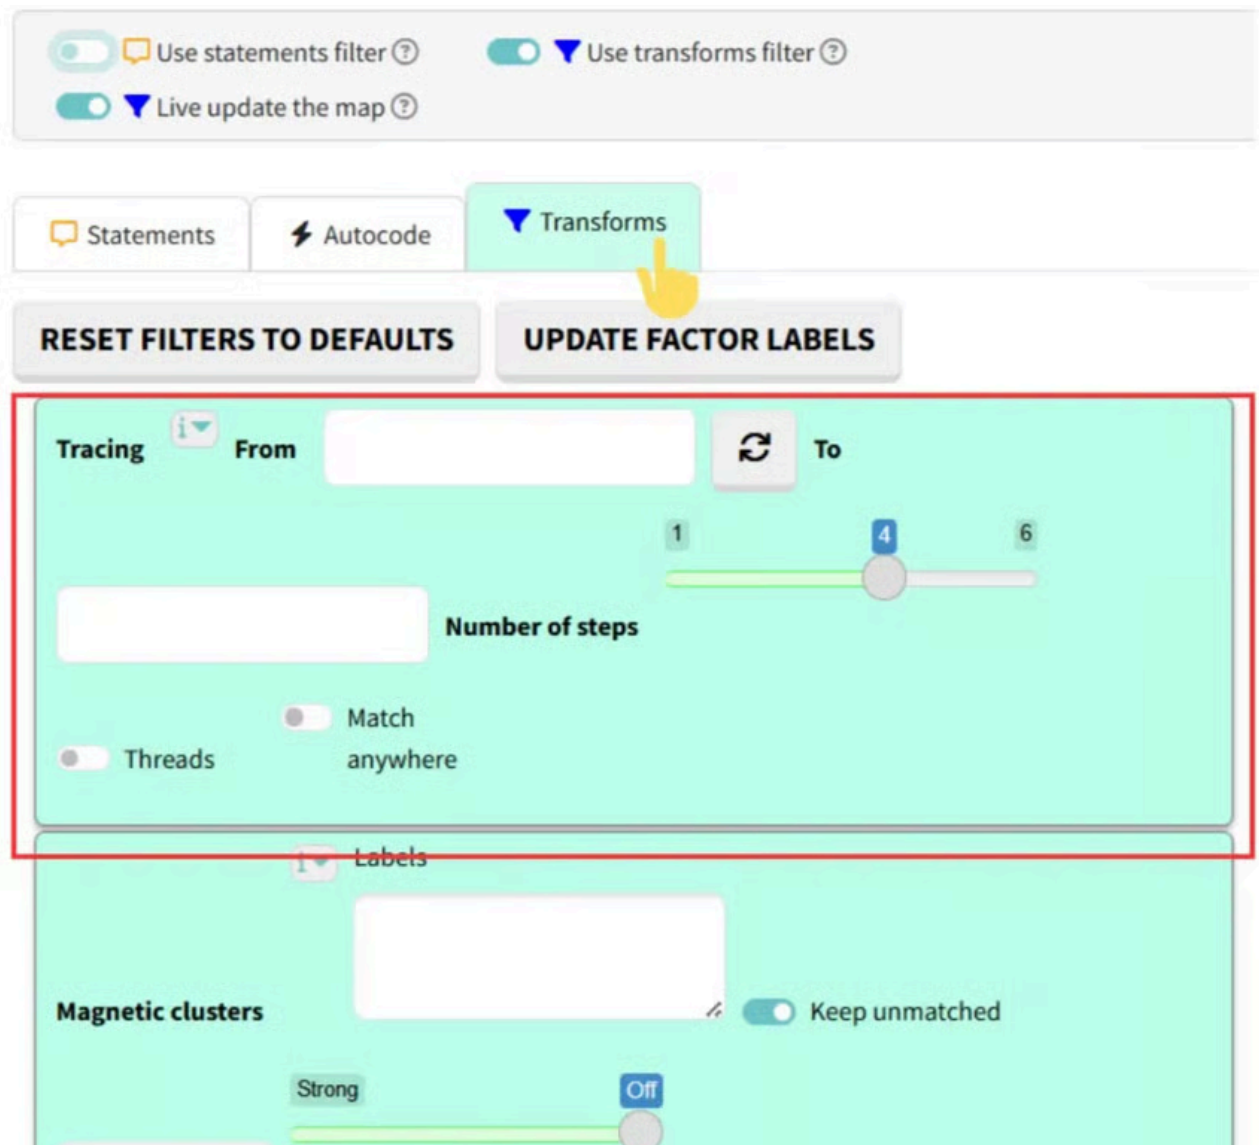 Use statements filter ? Use transforms filter ?
Live update the map ?
Statements Autocode Transforms
RESET FILTERS TO DEFAULTS UPDATE FACTOR LABELS
Tracing i From To
1 4 6
Number of steps
Match
Threads anywhere
i Labels
Magnetic clusters Keep unmatched
Strong Off